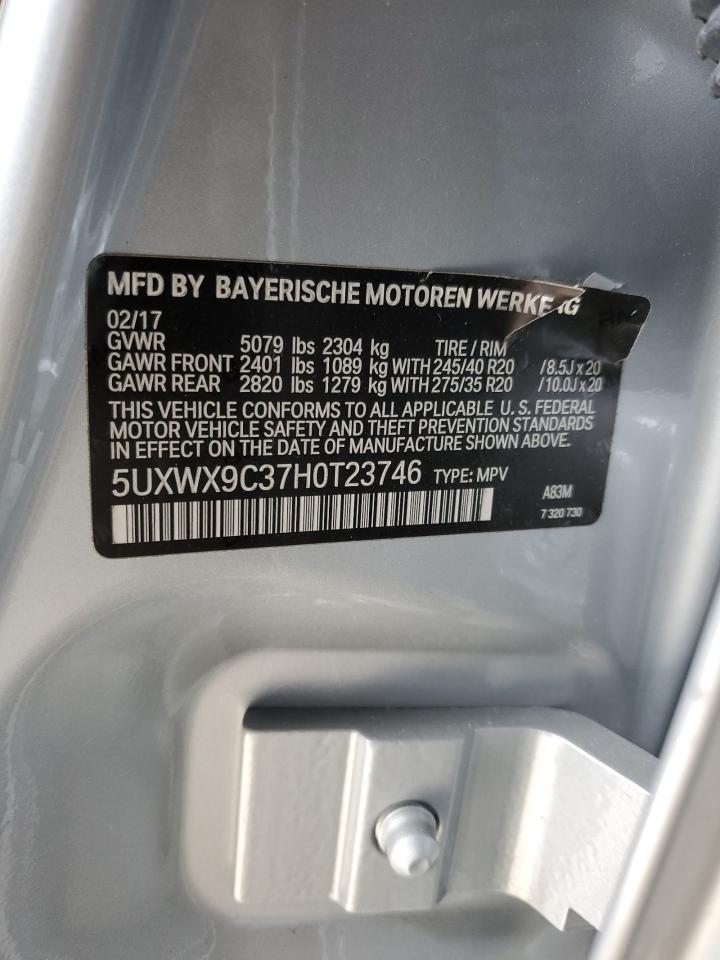 MFD BY BAYERISCHE MOTOREN WERKE AG
02/17
GVWR 5079 lbs 2304 kg TIRE / RIM
GAWR FRONT 2401 lbs 1089 kg WITH 245/40 R20 /8.5J x 20
GAWR REAR 2820 lbs 1279 kg WITH 275/35 R20 /10.0J x 20
THIS VEHICLE CONFORMS TO ALL APPLICABLE U.S. FEDERAL
MOTOR VEHICLE SAFETY AND THEFT PREVENTION STANDARDS
IN EFFECT ON THE DATE OF MANUFACTURE SHOWN ABOVE.
5UXWX9C37H0T23746 TYPE: MPV
A83M
7 320 730